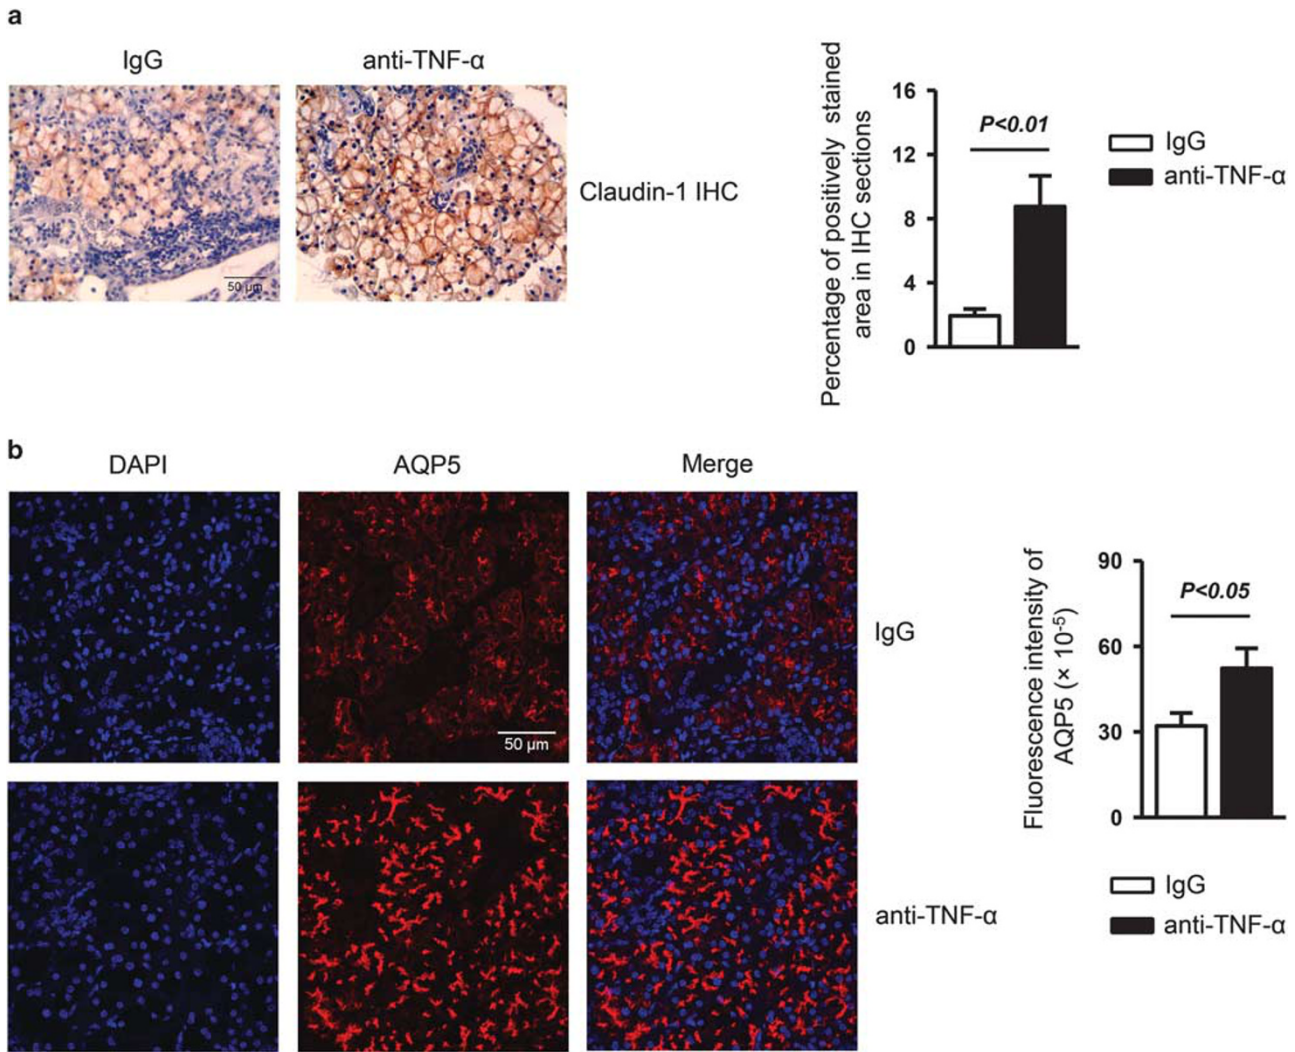 a
IgG
anti-TNF-α
50 μm
Claudin-1 IHC
Percentage of positively stained
area in IHC sections
16
12
8
4
0
P<0.01
IgG
anti-TNF-α
b
DAPI
AQP5
Merge
50 μm
IgG
anti-TNF-α
Fluorescence intensity of
AQP5 (× 10⁻⁵)
90
60
30
0
P<0.05
IgG
anti-TNF-α